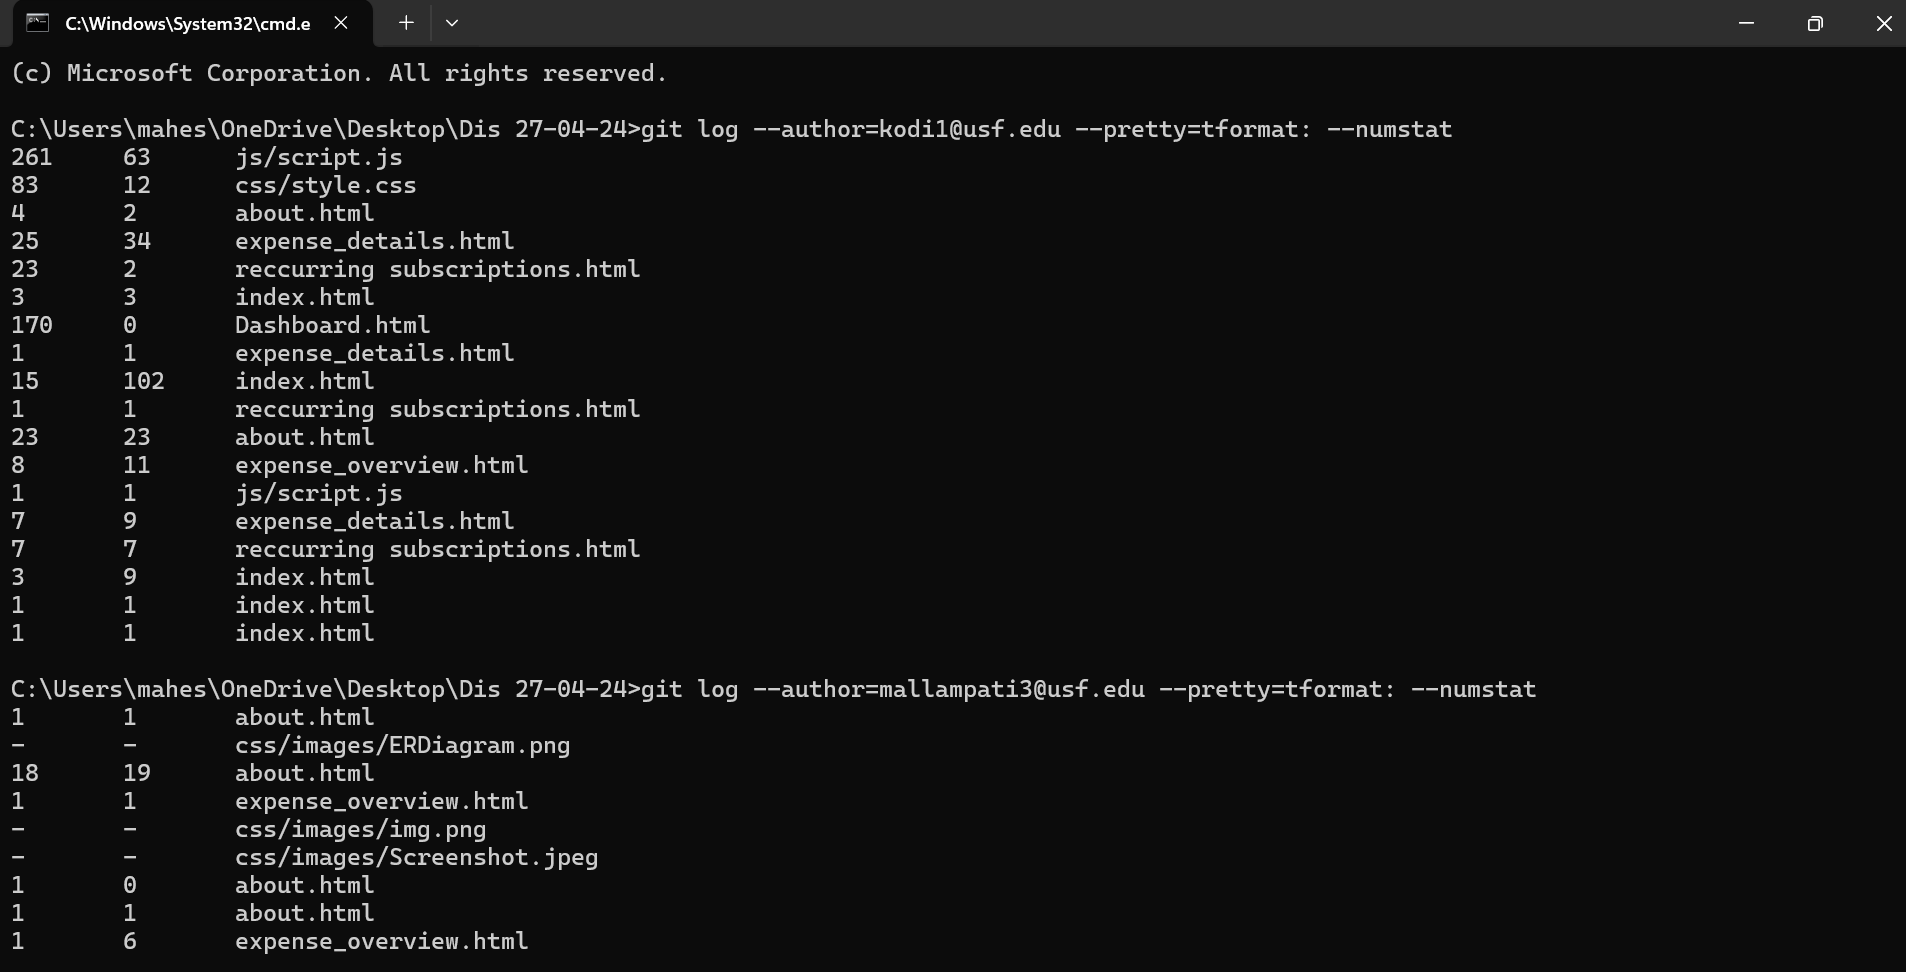 C:\Windows\System32\cmd.e
(c) Microsoft Corporation. All rights reserved.
C:\Users\mahes\OneDrive\Desktop\Dis 27-04-24>git log --author=kodi1@usf.edu --pretty=tformat: --numstat
261 63 js/script.js
83 12 css/style.css
4 2 about.html
25 34 expense_details.html
23 2 reccurring subscriptions.html
3 3 index.html
170 0 Dashboard.html
1 1 expense_details.html
15 102 index.html
1 1 reccurring subscriptions.html
23 23 about.html
8 11 expense_overview.html
1 1 js/script.js
7 9 expense_details.html
7 7 reccurring subscriptions.html
3 9 index.html
1 1 index.html
1 1 index.html
C:\Users\mahes\OneDrive\Desktop\Dis 27-04-24>git log --author=mallampati3@usf.edu --pretty=tformat: --numstat
1 1 about.html
- - css/images/ERDiagram.png
18 19 about.html
1 1 expense_overview.html
- - css/images/img.png
- - css/images/Screenshot.jpeg
1 0 about.html
1 1 about.html
1 6 expense_overview.html